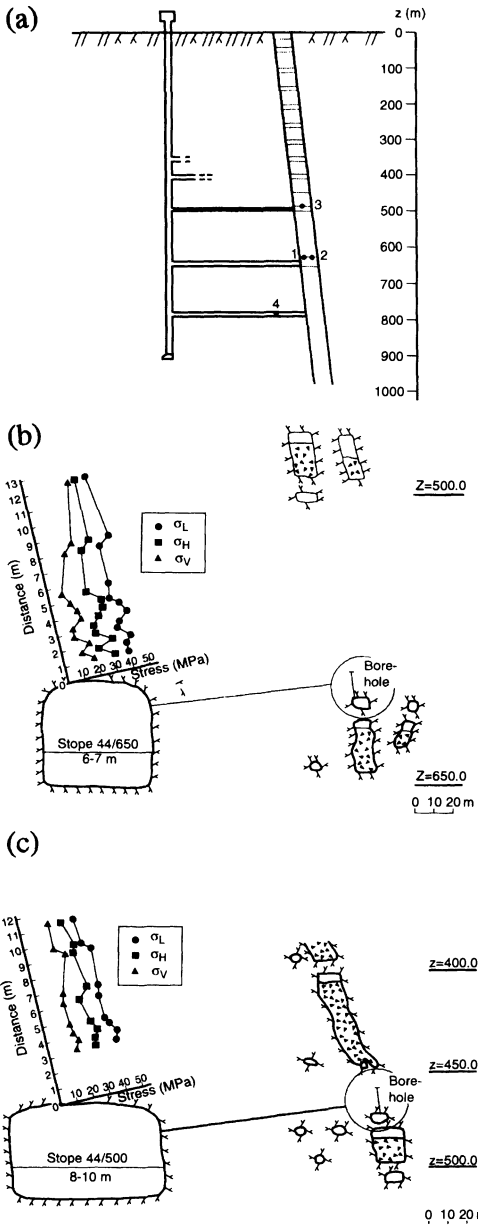 (a)
z (m)
0
100
200
300
400
500
600
700
800
900
1000
3
1
2
4
(b)
13
12
11
10
9
8
7
6
5
4
3
2
1
0
Distance (m)
σL
σH
σV
10 20 30 40 50
Stress (MPa)
Stope 44/650
6-7 m
Z=500.0
Bore-
hole
Z=650.0
0 10 20 m
(c)
12
11
10
9
8
7
6
5
4
3
2
1
0
Distance (m)
σL
σH
σV
10 20 30 40 50
Stress (MPa)
Stope 44/500
8-10 m
z=400.0
z=450.0
Bore-
hole
z=500.0
0 10 20 m